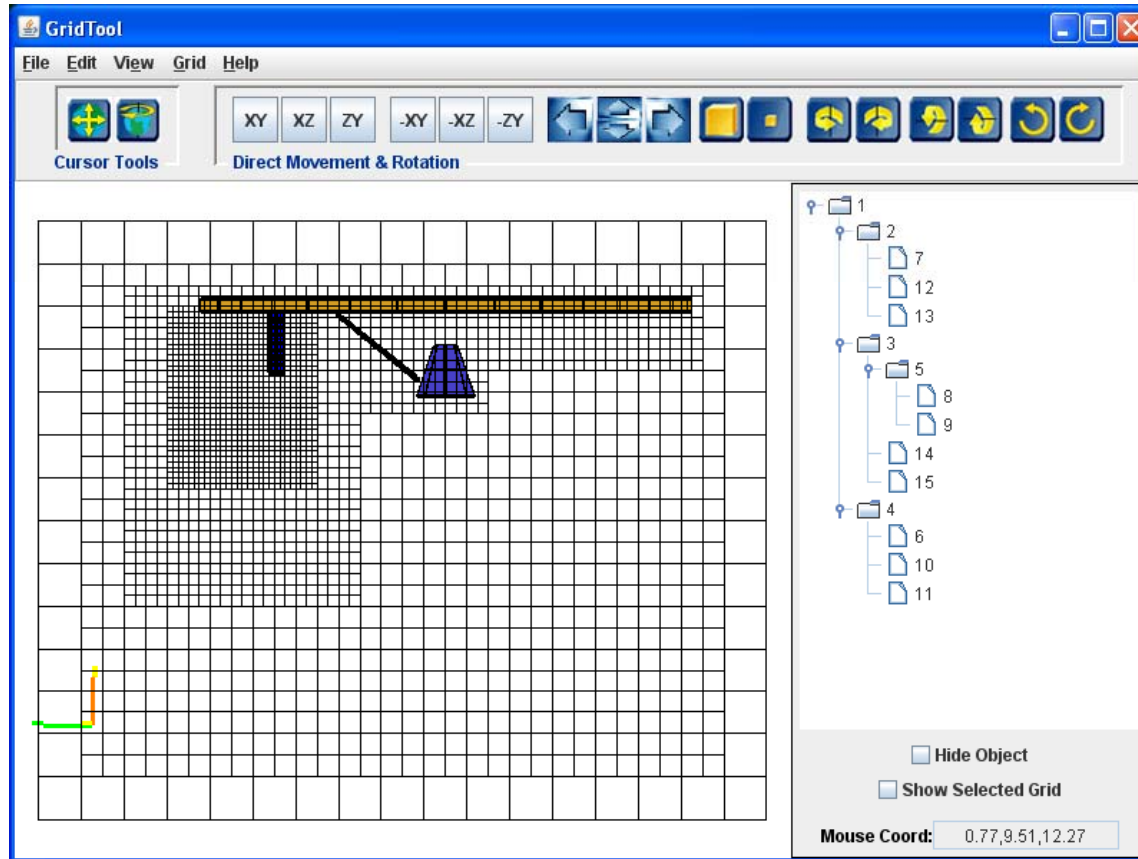 GridTool
File Edit View Grid Help
XY XZ ZY -XY -XZ -ZY
Cursor Tools Direct Movement & Rotation
1
2
7
12
13
3
5
8
9
14
15
4
6
10
11
Hide Object
Show Selected Grid
Mouse Coord: 0.77,9.51,12.27